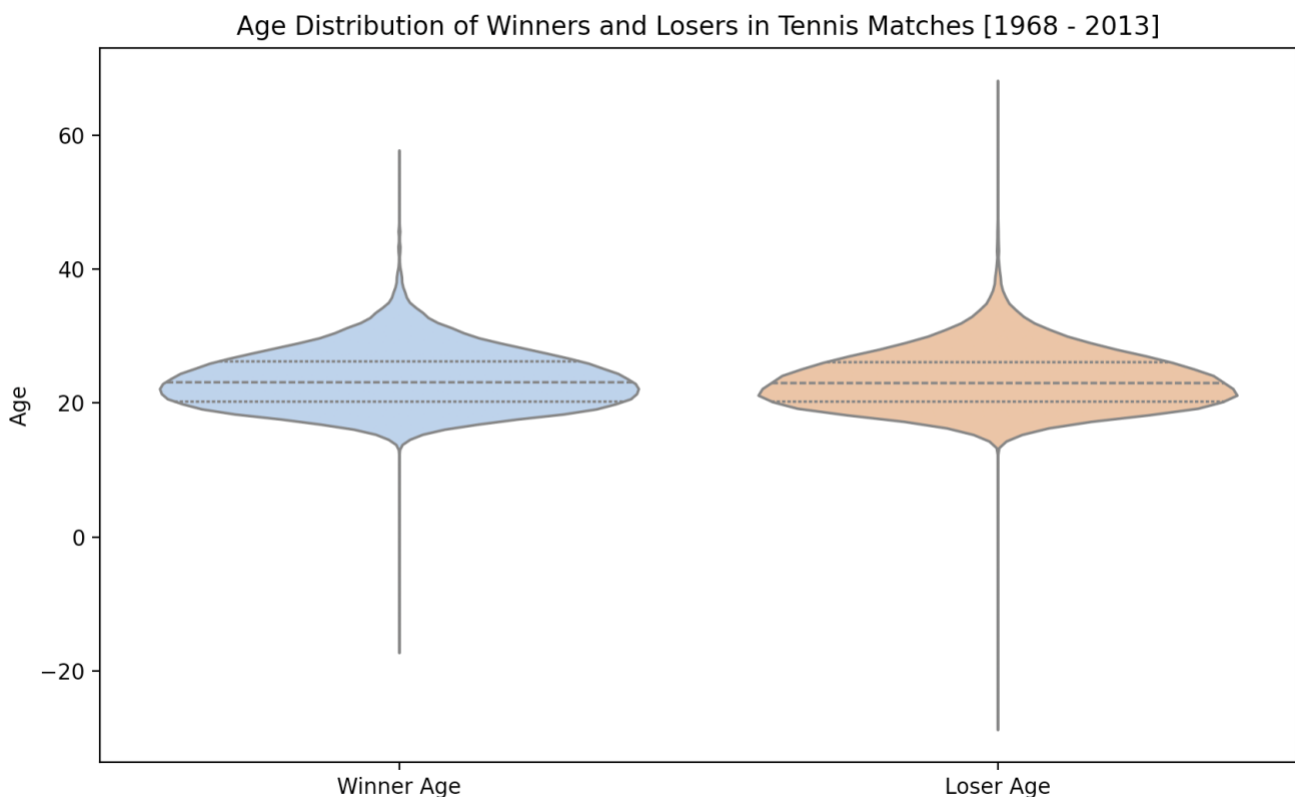 Age Distribution of Winners and Losers in Tennis Matches [1968 - 2013]
60
40
20
0
−20
Age
Winner Age
Loser Age